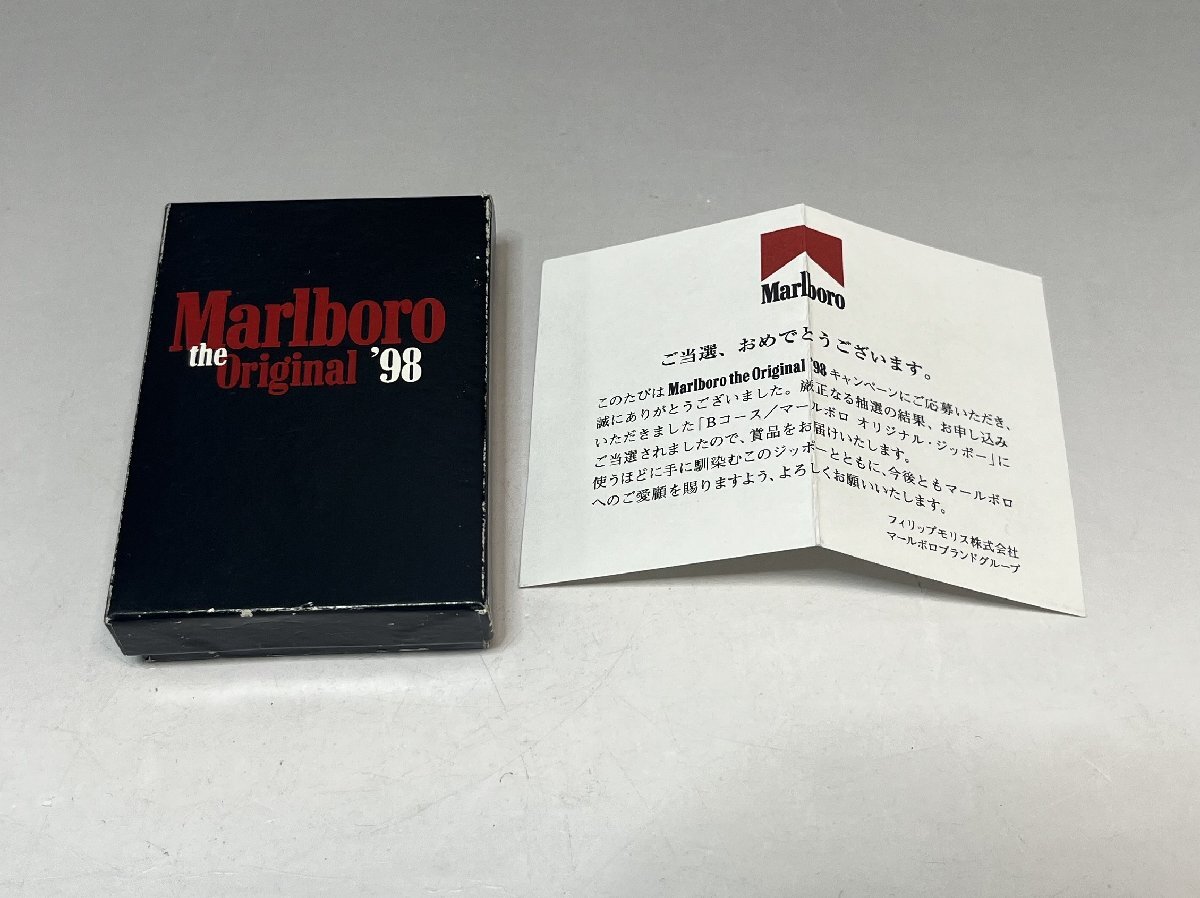 Marlboro
the Original '98
Marlboro
ご当選、おめでとうございます。
このたびは Marlboro the Original '98 キャンペーンにご応募いただき、
誠にありがとうございました。厳正なる抽選の結果、お申し込み
いただきました「Bコース/マールボロ オリジナル・ジッポー」に
ご当選されましたので、賞品をお届けいたします。
使うほどに手に馴染むこのジッポーとともに、今後ともマールボロ
へのご愛顧を賜りますよう、よろしくお願いいたします。
フィリップモリス株式会社
マールボロブランドグループ